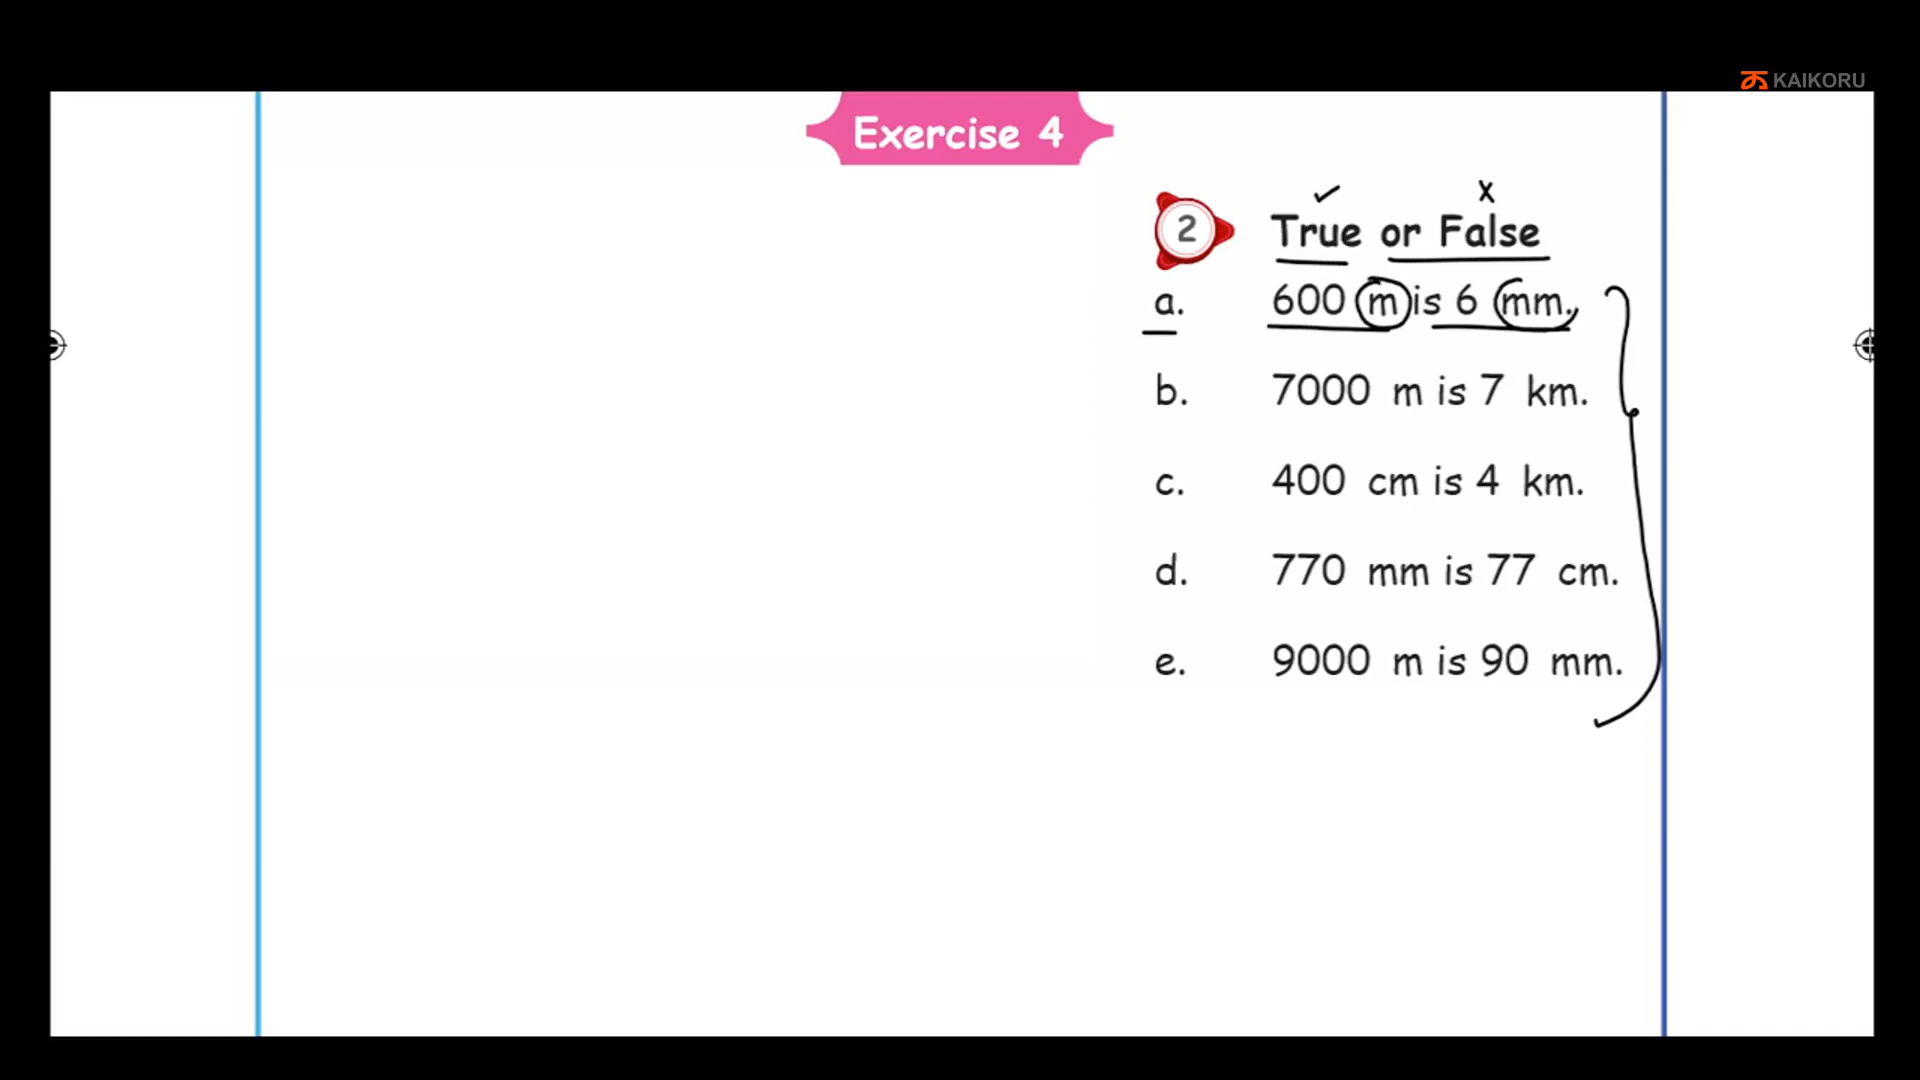 KAIKORU
Exercise 4
✓ x
2 True or False
a. 600 m is 6 mm.
b. 7000 m is 7 km.
c. 400 cm is 4 km.
d. 770 mm is 77 cm.
e. 9000 m is 90 mm.